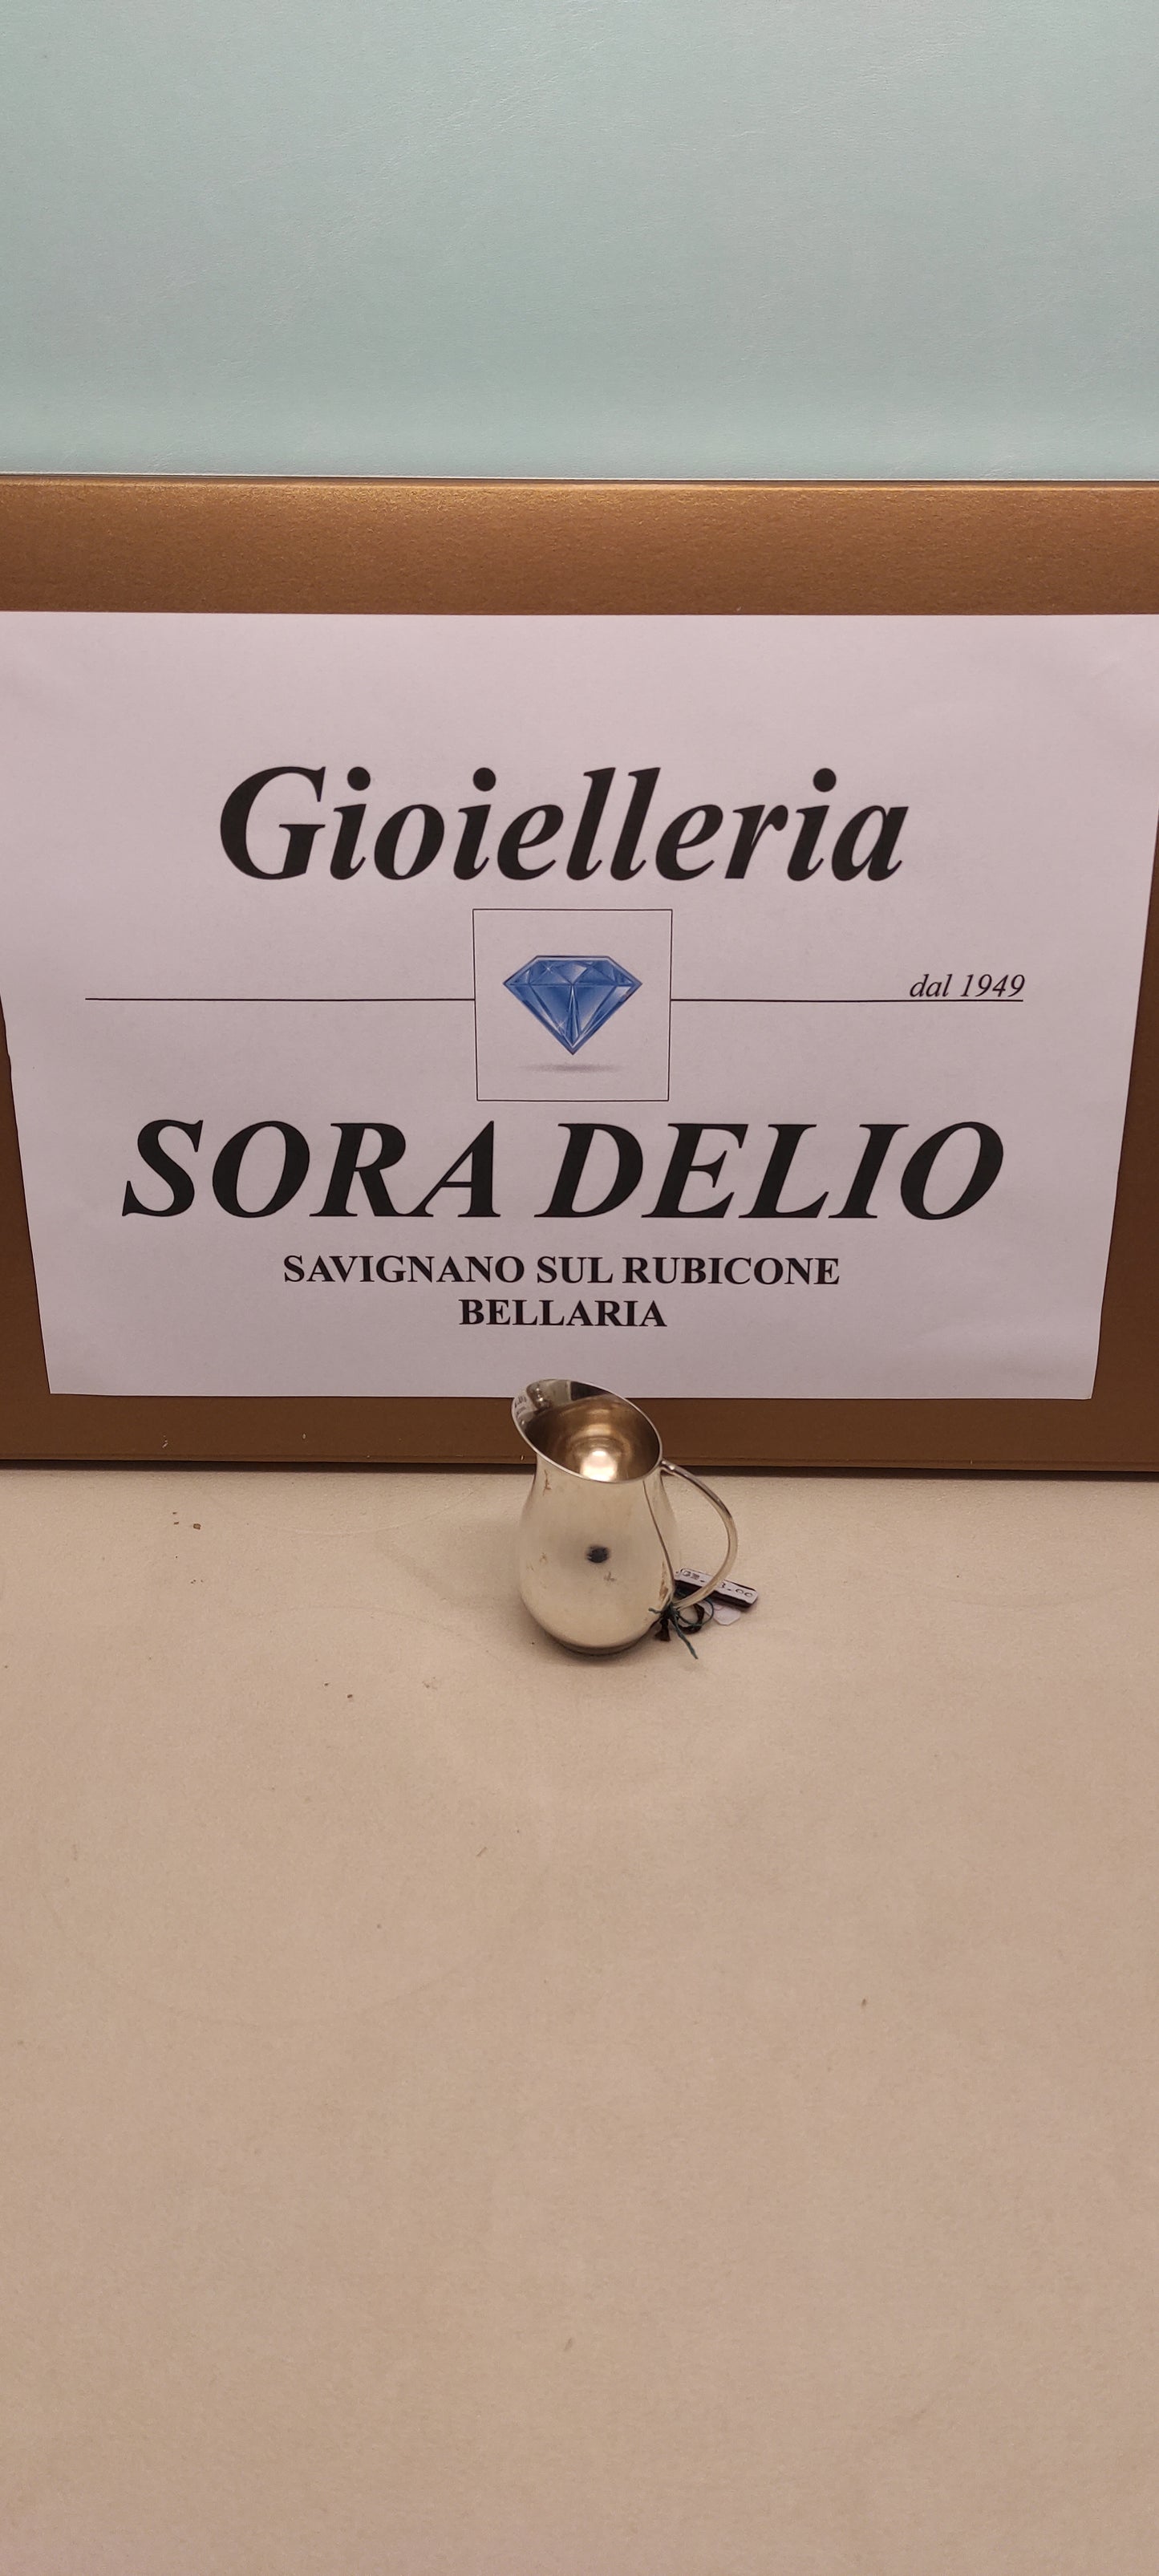 Gioielleria
dal 1949
SORA DELIO
SAVIGNANO SUL RUBICONE
BELLARIA